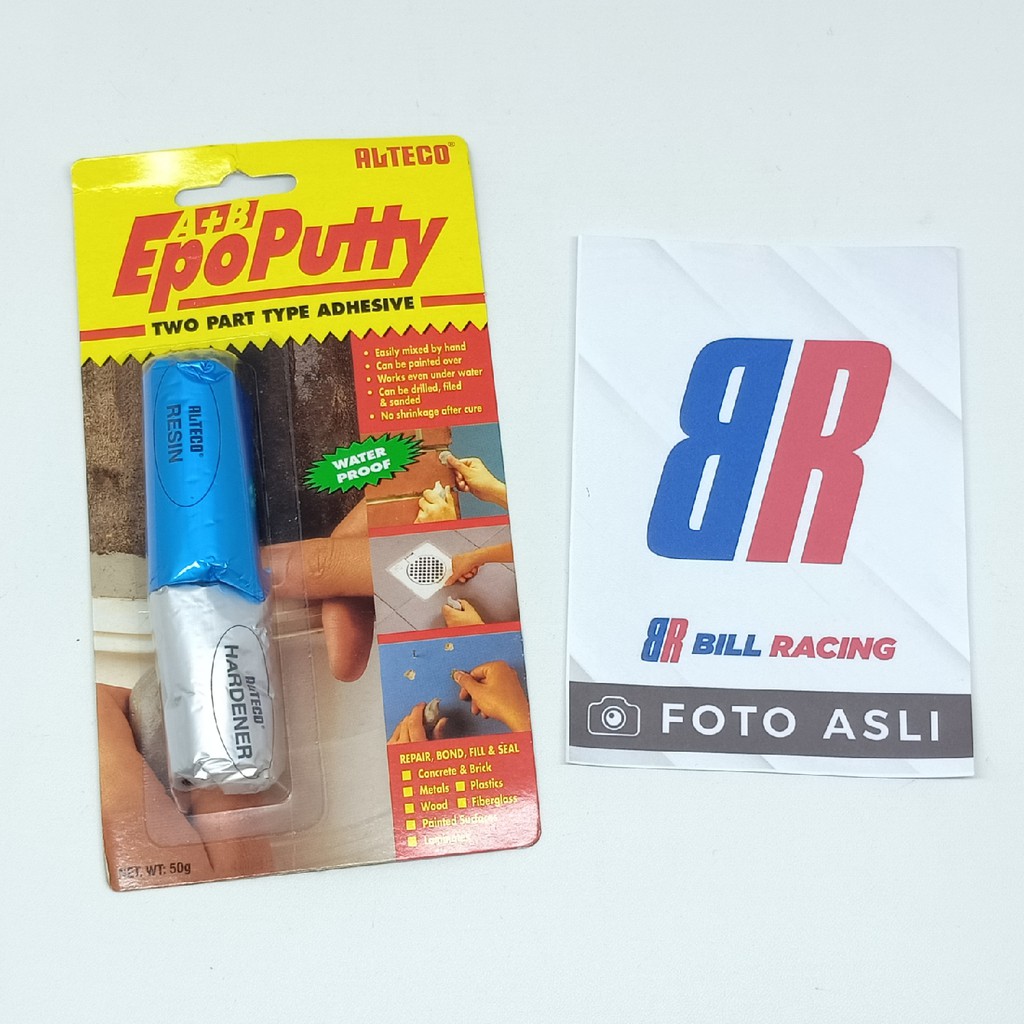 ALTECO®
A+B
EpoPutty
TWO PART TYPE ADHESIVE
• Easily mixed by hand
• Can be painted over
• Works even under water
• Can be drilled, filed
& sanded
• No shrinkage after cure
WATER
PROOF
ALTECO®
RESIN
ALTECO®
HARDENER
REPAIR, BOND, FILL & SEAL
Concrete & Brick
Metals
Plastics
Wood
Fiberglass
Painted Surfaces
NET. WT: 50g
BR
BR BILL RACING
FOTO ASLI